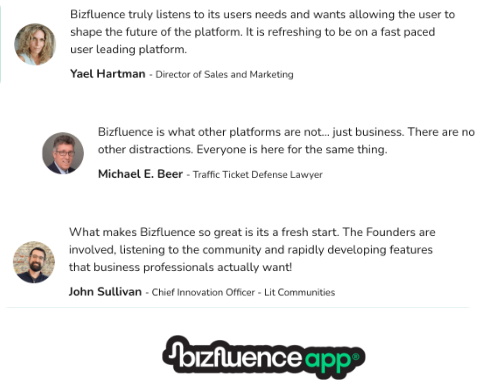 Bizfluence truly listens to its users needs and wants allowing the user to
shape the future of the platform. It is refreshing to be on a fast paced
user leading platform.
Yael Hartman - Director of Sales and Marketing
Bizfluence is what other platforms are not... just business. There are no
other distractions. Everyone is here for the same thing.
Michael E. Beer - Traffic Ticket Defense Lawyer
What makes Bizfluence so great is its a fresh start. The Founders are
involved, listening to the community and rapidly developing features
that business professionals actually want!
John Sullivan - Chief Innovation Officer - Lit Communities
bizfluence app®